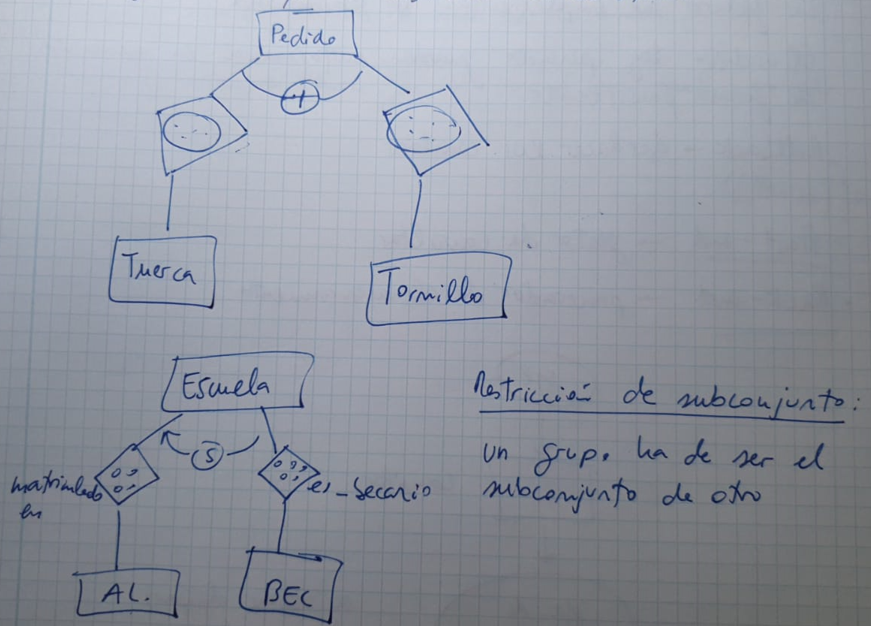 Pedido
Tuerca
Tornillo
Escuela
S
matriculado
en
es_becario
AL.
BEC
Restricción de subconjunto:
un grupo ha de ser el
subconjunto de otro